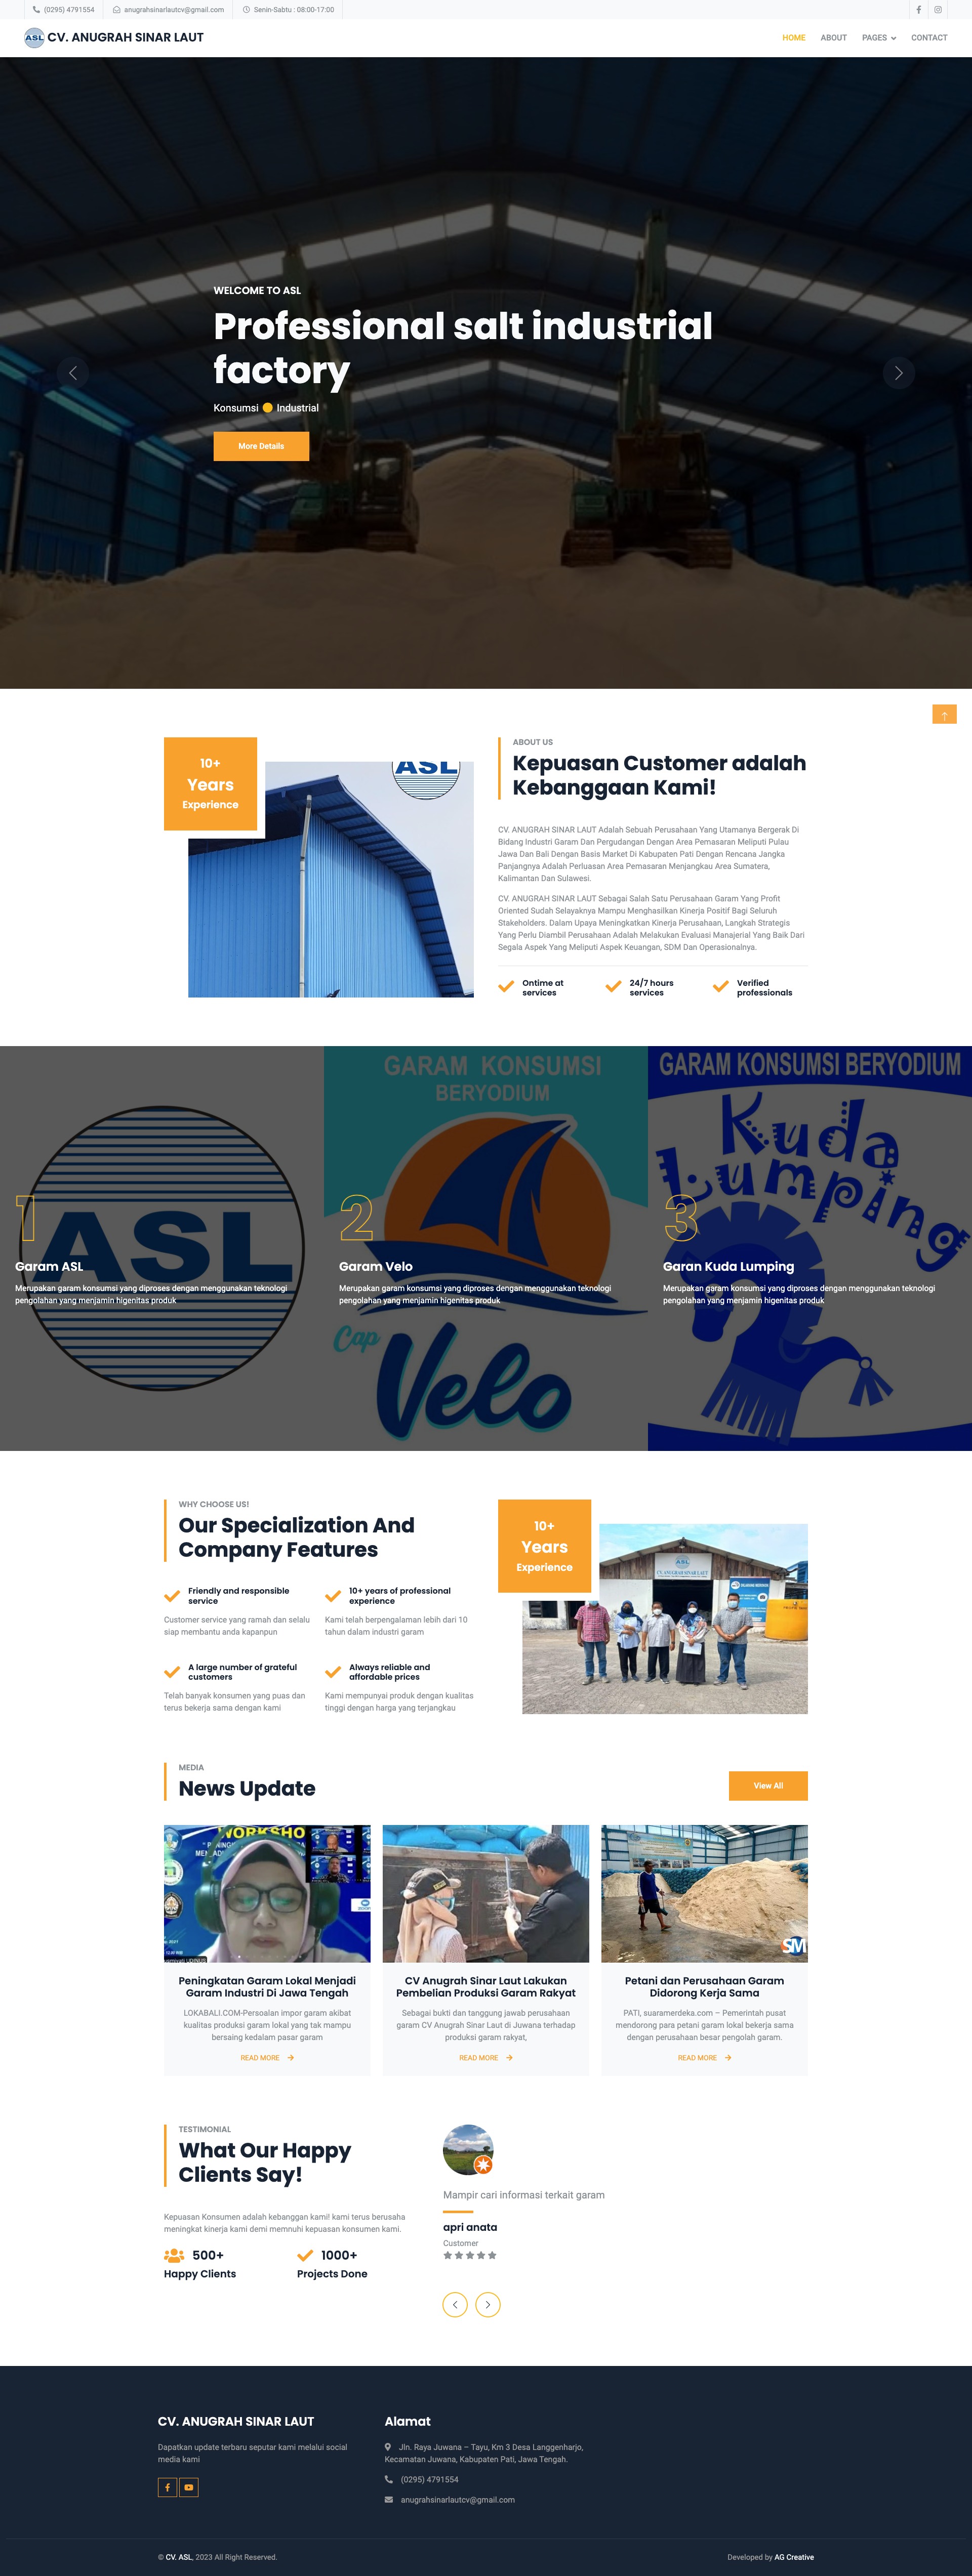 (0295) 4791554
anugrahsinarlautcv@gmail.com
Senin-Sabtu : 08:00-17:00
ASL
CV. ANUGRAH SINAR LAUT
HOME
ABOUT
PAGES
CONTACT
WELCOME TO ASL
Professional salt industrial
factory
Konsumsi
Industrial
More Details
10+
Years
Experience
ASL
ABOUT US
Kepuasan Customer adalah
Kebanggaan Kami!
CV. ANUGRAH SINAR LAUT Adalah Sebuah Perusahaan Yang Utamanya Bergerak Di
Bidang Industri Garam Dan Pergudangan Dengan Area Pemasaran Meliputi Pulau
Jawa Dan Bali Dengan Basis Market Di Kabupaten Pati Dengan Rencana Jangka
Panjangnya Adalah Perluasan Area Pemasaran Menjangkau Area Sumatera,
Kalimantan Dan Sulawesi.
CV. ANUGRAH SINAR LAUT Sebagai Salah Satu Perusahaan Garam Yang Profit
Oriented Sudah Selayaknya Mampu Menghasilkan Kinerja Positif Bagi Seluruh
Stakeholders. Dalam Upaya Meningkatkan Kinerja Perusahaan, Langkah Strategis
Yang Perlu Diambil Perusahaan Adalah Melakukan Evaluasi Manajerial Yang Baik Dari
Segala Aspek Yang Meliputi Aspek Keuangan, SDM Dan Operasionalnya.
Ontime at
services
24/7 hours
services
Verified
professionals
ASL
1
Garam ASL
Merupakan garam konsumsi yang diproses dengan menggunakan teknologi
pengolahan yang menjamin higenitas produk
GARAM KONSUMSI
BERYODIUM
2
Garam Velo
Merupakan garam konsumsi yang diproses dengan menggunakan teknologi
pengolahan yang menjamin higenitas produk
Cap
Velo
GARAM KONSUMSI BERYODIUM
Kuda
Lumping
3
Garan Kuda Lumping
Merupakan garam konsumsi yang diproses dengan menggunakan teknologi
pengolahan yang menjamin higenitas produk
WHY CHOOSE US!
Our Specialization And
Company Features
Friendly and responsible
service
Customer service yang ramah dan selalu
siap membantu anda kapanpun
10+ years of professional
experience
Kami telah berpengalaman lebih dari 10
tahun dalam industri garam
A large number of grateful
customers
Telah banyak konsumen yang puas dan
terus bekerja sama dengan kami
Always reliable and
affordable prices
Kami mempunyai produk dengan kualitas
tinggi dengan harga yang terjangkau
10+
Years
Experience
CV.ANUGRAH SINAR LAUT
MEDIA
News Update
View All
WORKSHO
SM
Peningkatan Garam Lokal Menjadi
Garam Industri Di Jawa Tengah
LOKABALI.COM-Persoalan impor garam akibat
kualitas produksi garam lokal yang tak mampu
bersaing kedalam pasar garam
READ MORE
CV Anugrah Sinar Laut Lakukan
Pembelian Produksi Garam Rakyat
Sebagai bukti dan tanggung jawab perusahaan
garam CV Anugrah Sinar Laut di Juwana terhadap
produksi garam rakyat,
READ MORE
Petani dan Perusahaan Garam
Didorong Kerja Sama
PATI, suaramerdeka.com – Pemerintah pusat
mendorong para petani garam lokal bekerja sama
dengan perusahaan besar pengolah garam.
READ MORE
TESTIMONIAL
What Our Happy
Clients Say!
Kepuasan Konsumen adalah kebanggan kami! kami terus berusaha
meningkat kinerja kami demi memnuhi kepuasan konsumen kami.
500+
Happy Clients
1000+
Projects Done
Mampir cari informasi terkait garam
apri anata
Customer
CV. ANUGRAH SINAR LAUT
Dapatkan update terbaru seputar kami melalui social
media kami
Alamat
Jln. Raya Juwana – Tayu, Km 3 Desa Langgenharjo,
Kecamatan Juwana, Kabupaten Pati, Jawa Tengah.
(0295) 4791554
anugrahsinarlautcv@gmail.com
© CV. ASL, 2023 All Right Reserved.
Developed by AG Creative